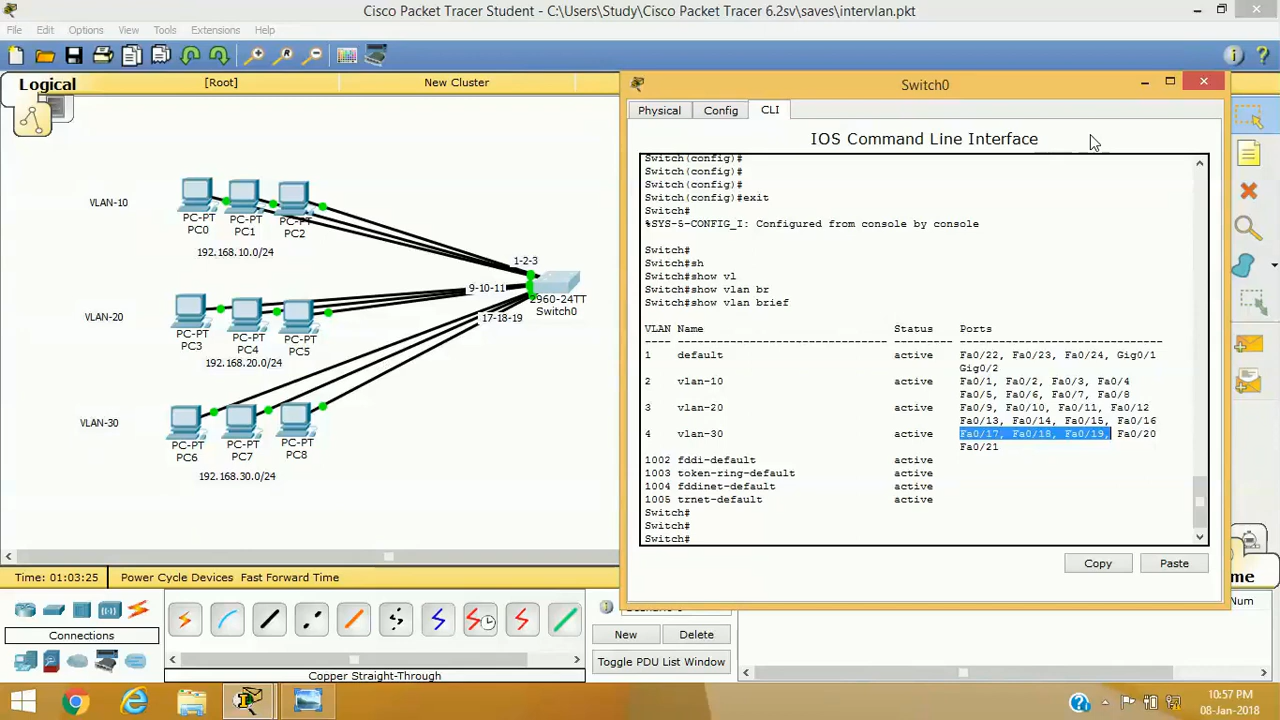 Cisco Packet Tracer Student - C:\Users\Study\Cisco Packet Tracer 6.2sv\saves\intervlan.pkt
File Edit Options View Tools Extensions Help
Logical [Root] New Cluster
VLAN-10
PC-PT PC-PT PC-PT
PC0 PC1 PC2
192.168.10.0/24
1-2-3
9-10-11
2960-24TT
Switch0
17-18-19
VLAN-20
PC-PT PC-PT PC-PT
PC3 PC4 PC5
192.168.20.0/24
VLAN-30
PC-PT PC-PT PC-PT
PC6 PC7 PC8
192.168.30.0/24
Switch0
Physical Config CLI
IOS Command Line Interface
Switch(config)#
Switch(config)#
Switch(config)#
Switch(config)#exit
Switch#
%SYS-5-CONFIG_I: Configured from console by console
Switch#
Switch#sh
Switch#show vl
Switch#show vlan br
Switch#show vlan brief
VLAN Name Status Ports
---- -------------------------------- --------- -------------------------------
1 default active Fa0/22, Fa0/23, Fa0/24, Gig0/1
Gig0/2
2 vlan-10 active Fa0/1, Fa0/2, Fa0/3, Fa0/4
Fa0/5, Fa0/6, Fa0/7, Fa0/8
3 vlan-20 active Fa0/9, Fa0/10, Fa0/11, Fa0/12
Fa0/13, Fa0/14, Fa0/15, Fa0/16
4 vlan-30 active Fa0/17, Fa0/18, Fa0/19, Fa0/20
Fa0/21
1002 fddi-default active
1003 token-ring-default active
1004 fddinet-default active
1005 trnet-default active
Switch#
Switch#
Switch#
Copy Paste
Time: 01:03:25 Power Cycle Devices Fast Forward Time
Connections
Copper Straight-Through
New Delete
Toggle PDU List Window
Num
10:57 PM
08-Jan-2018